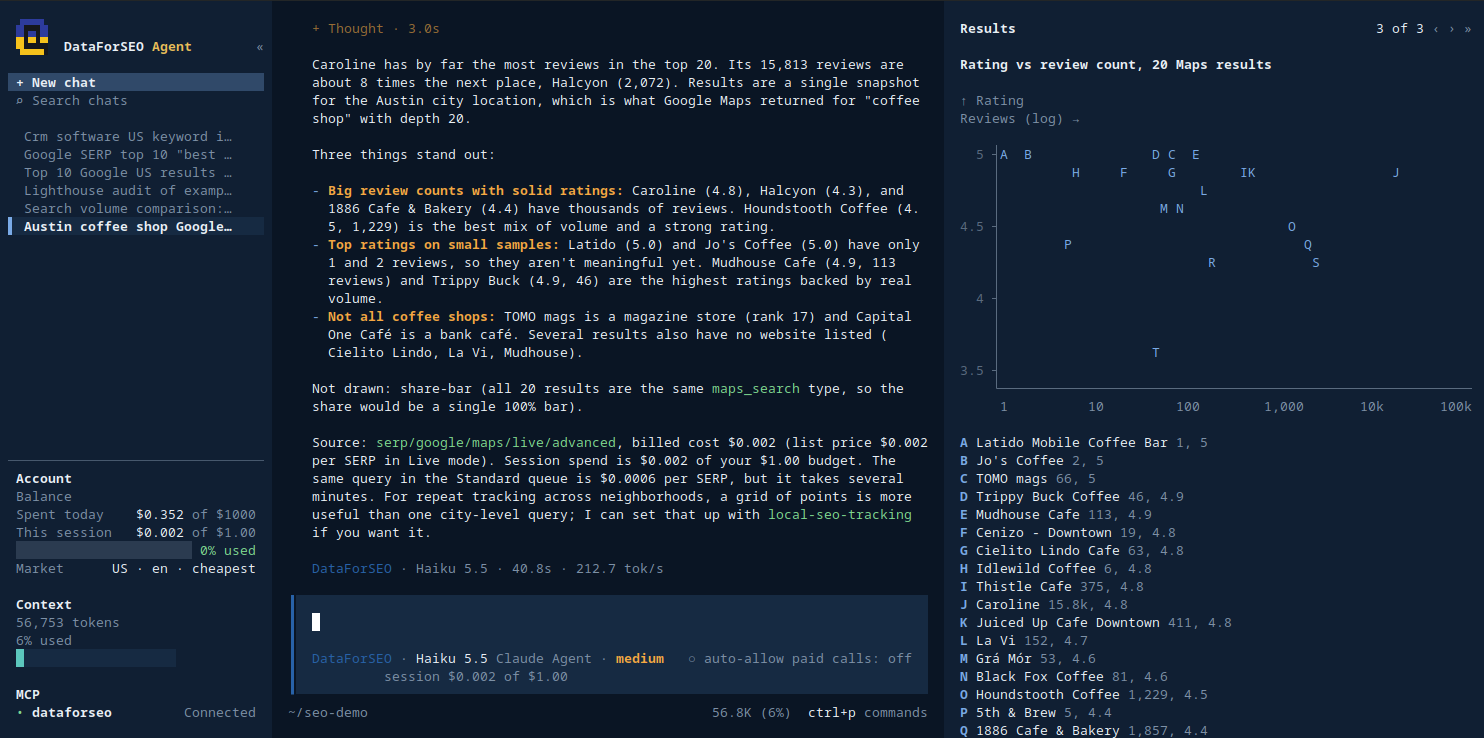 DataForSEO Agent «
+ New chat
⌕ Search chats
Crm software US keyword i…
Google SERP top 10 "best …
Top 10 Google US results …
Lighthouse audit of examp…
Search volume comparison:…
Austin coffee shop Google…
Account
Balance
Spent today $0.352 of $1000
This session $0.002 of $1.00
0% used
Market US · en · cheapest
Context
56,753 tokens
6% used
MCP
• dataforseo Connected
+ Thought · 3.0s
Caroline has by far the most reviews in the top 20. Its 15,813 reviews are
about 8 times the next place, Halcyon (2,072). Results are a single snapshot
for the Austin city location, which is what Google Maps returned for "coffee
shop" with depth 20.
Three things stand out:
- Big review counts with solid ratings: Caroline (4.8), Halcyon (4.3), and
1886 Cafe & Bakery (4.4) have thousands of reviews. Houndstooth Coffee (4.
5, 1,229) is the best mix of volume and a strong rating.
- Top ratings on small samples: Latido (5.0) and Jo's Coffee (5.0) have only
1 and 2 reviews, so they aren't meaningful yet. Mudhouse Cafe (4.9, 113
reviews) and Trippy Buck (4.9, 46) are the highest ratings backed by real
volume.
- Not all coffee shops: TOMO mags is a magazine store (rank 17) and Capital
One Café is a bank café. Several results also have no website listed (
Cielito Lindo, La Vi, Mudhouse).
Not drawn: share-bar (all 20 results are the same maps_search type, so the
share would be a single 100% bar).
Source: serp/google/maps/live/advanced, billed cost $0.002 (list price $0.002
per SERP in Live mode). Session spend is $0.002 of your $1.00 budget. The
same query in the Standard queue is $0.0006 per SERP, but it takes several
minutes. For repeat tracking across neighborhoods, a grid of points is more
useful than one city-level query; I can set that up with local-seo-tracking
if you want it.
DataForSEO · Haiku 5.5 · 40.8s · 212.7 tok/s
DataForSEO · Haiku 5.5 Claude Agent · medium ○ auto-allow paid calls: off
session $0.002 of $1.00
~/seo-demo 56.8K (6%) ctrl+p commands
Results 3 of 3 ‹ › »
Rating vs review count, 20 Maps results
↑ Rating
Reviews (log) →
5 A B D C E
H F G IK J
L
M N
4.5 O
P Q
R S
4
T
3.5
1 10 100 1,000 10k 100k
A Latido Mobile Coffee Bar 1, 5
B Jo's Coffee 2, 5
C TOMO mags 66, 5
D Trippy Buck Coffee 46, 4.9
E Mudhouse Cafe 113, 4.9
F Cenizo - Downtown 19, 4.8
G Cielito Lindo Cafe 63, 4.8
H Idlewild Coffee 6, 4.8
I Thistle Cafe 375, 4.8
J Caroline 15.8k, 4.8
K Juiced Up Cafe Downtown 411, 4.8
L La Vi 152, 4.7
M Grá Mór 53, 4.6
N Black Fox Coffee 81, 4.6
O Houndstooth Coffee 1,229, 4.5
P 5th & Brew 5, 4.4
Q 1886 Cafe & Bakery 1,857, 4.4